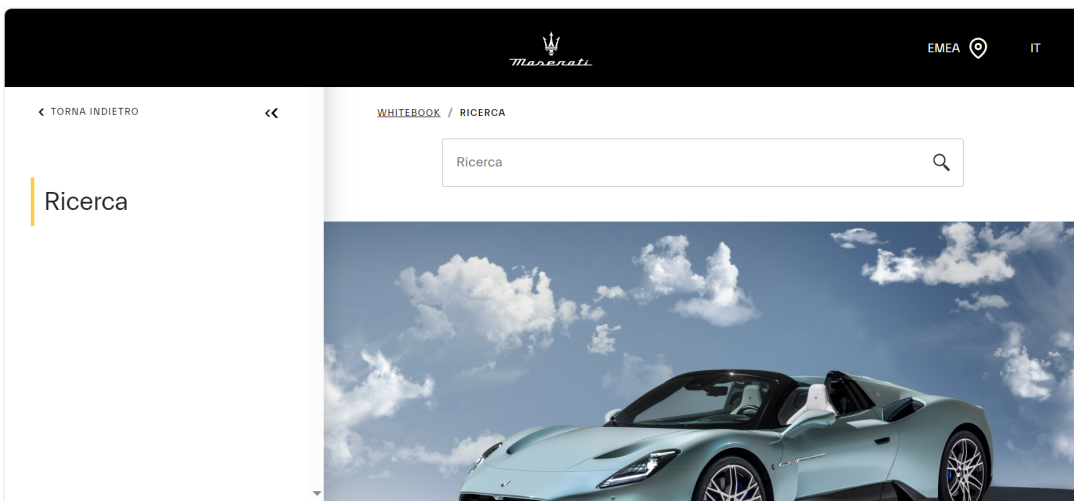 Maserati
EMEA
IT
TORNA INDIETRO
WHITEBOOK / RICERCA
Ricerca
Ricerca